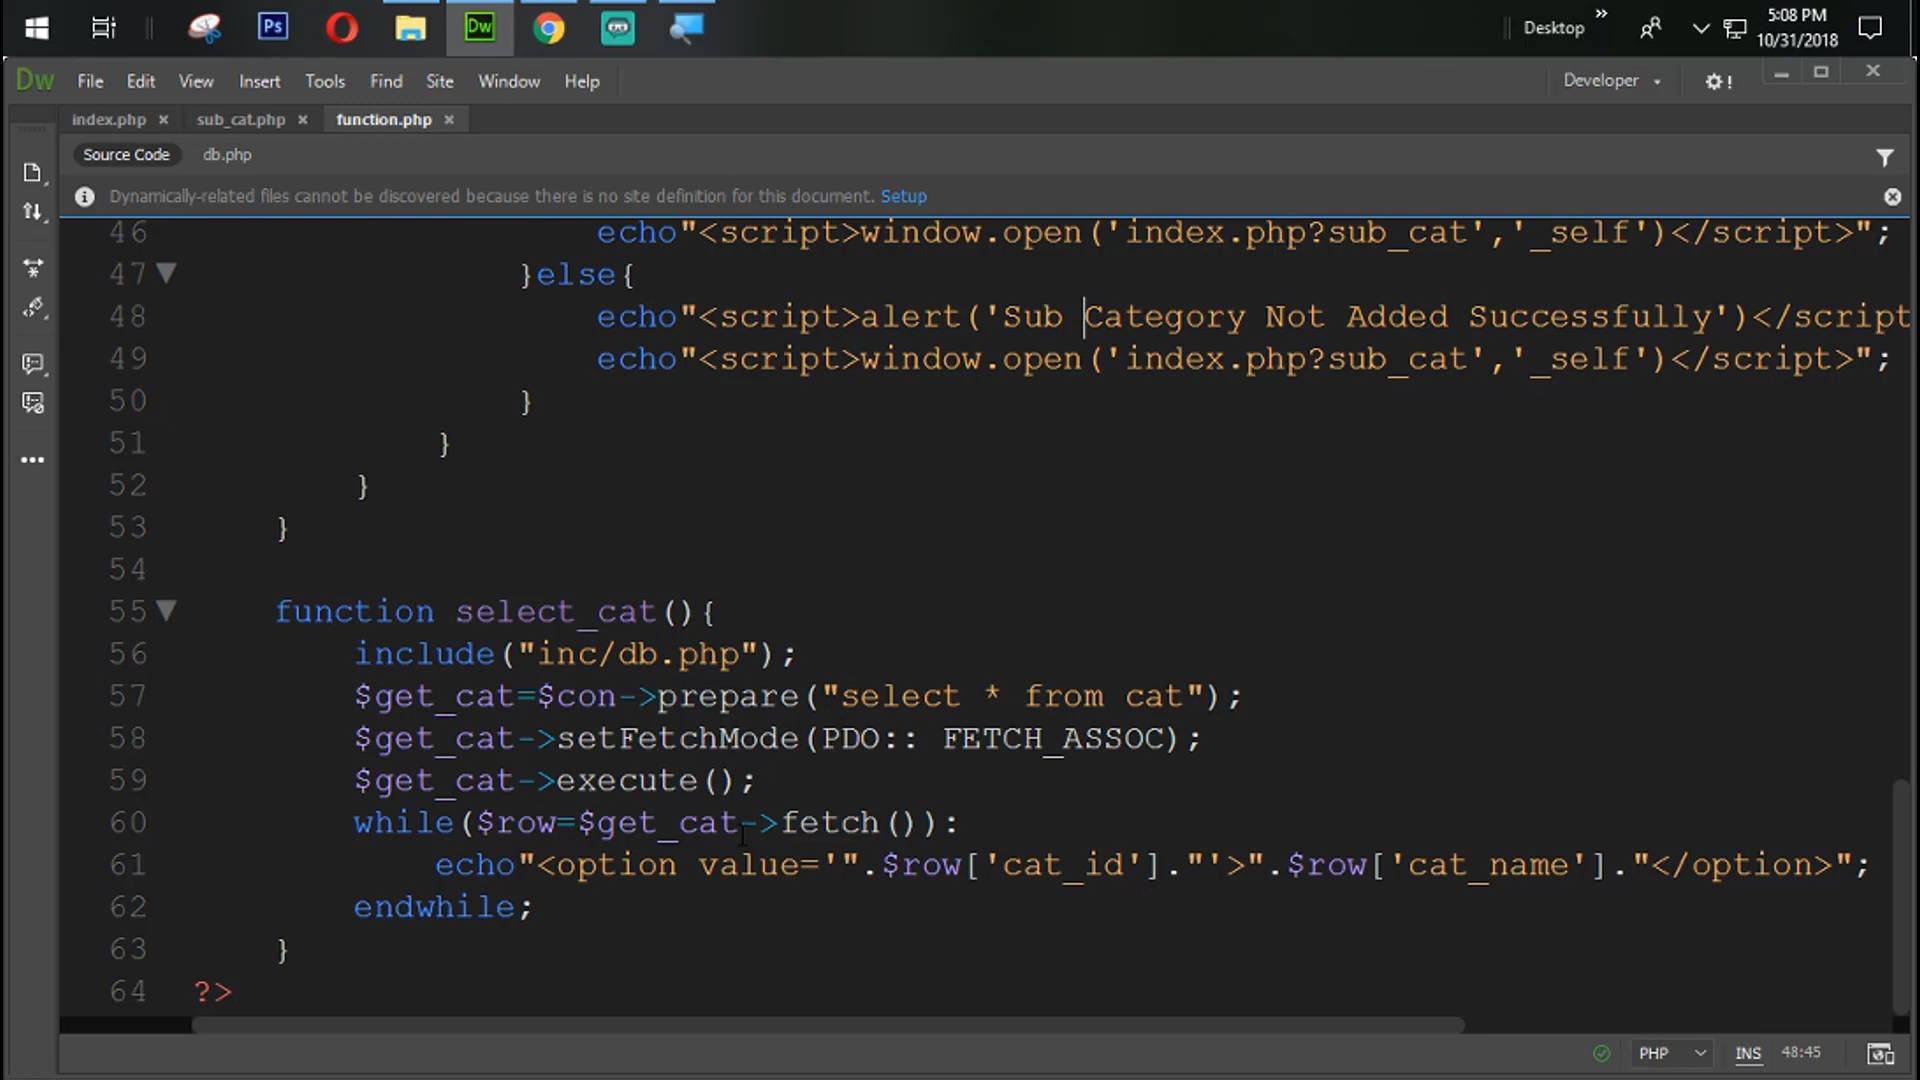 Ps
Dw
Desktop
»
5:08 PM
10/31/2018
Dw File Edit View Insert Tools Find Site Window Help
Developer
!
index.php × sub_cat.php × function.php ×
Source Code db.php
Dynamically-related files cannot be discovered because there is no site definition for this document. Setup
46 echo"<script>window.open('index.php?sub_cat','_self')</script>";
47 }else{
48 echo"<script>alert('Sub Category Not Added Successfully')</script
49 echo"<script>window.open('index.php?sub_cat','_self')</script>";
50 }
51 }
52 }
53 }
54
55 function select_cat(){
56 include("inc/db.php");
57 $get_cat=$con->prepare("select * from cat");
58 $get_cat->setFetchMode(PDO:: FETCH_ASSOC);
59 $get_cat->execute();
60 while($row=$get_cat->fetch()):
61 echo"<option value='".$row['cat_id']."'>".$row['cat_name']."</option>";
62 endwhile;
63 }
64 ?>
PHP INS 48:45